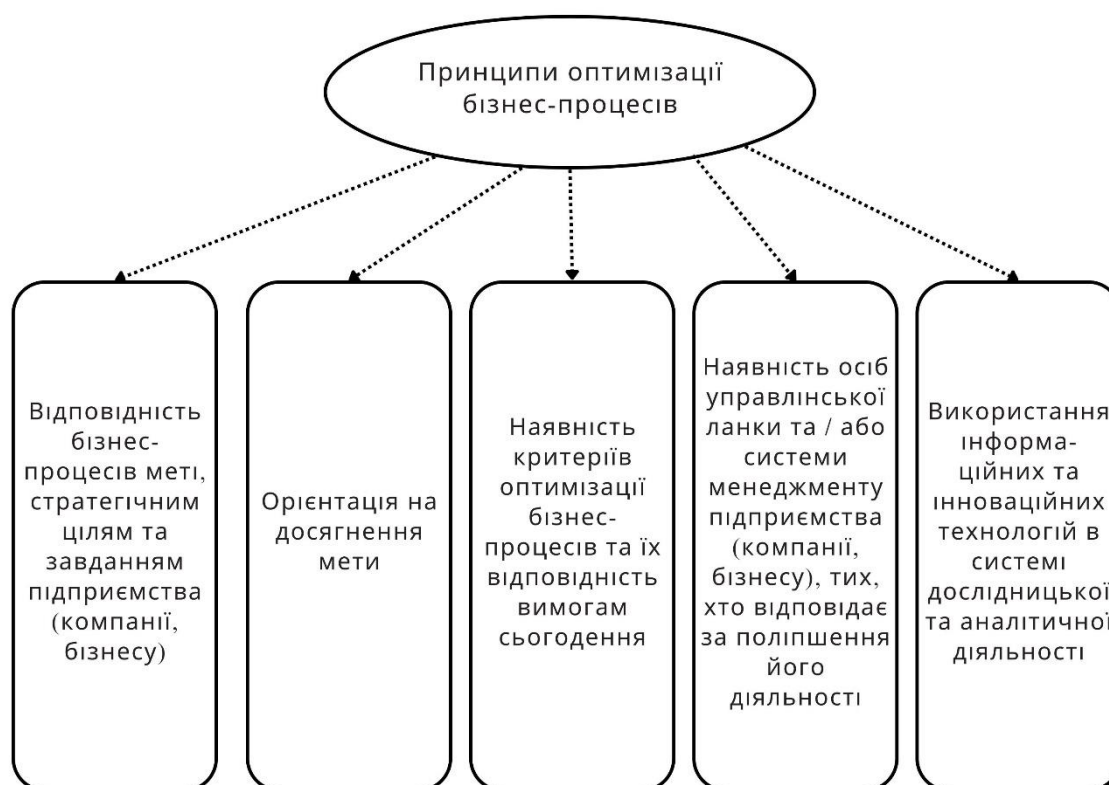 Принципи оптимізації
бізнес-процесів
Відповідність
бізнес-
процесів меті,
стратегічним
цілям та
завданням
підприємства
(компанії,
бізнесу)
Орієнтація на
досягнення
мети
Наявність
критеріїв
оптимізації
бізнес-
процесів та їх
відповідність
вимогам
сьогодення
Наявність осіб
управлінської
ланки та / або
системи
менеджменту
підприємства
(компанії,
бізнесу), тих,
хто відповідає
за поліпшення
його
діяльності
Використання
інформа-
ційних та
інноваційних
технологій в
системі
дослідницької
та аналітичної
діяльності